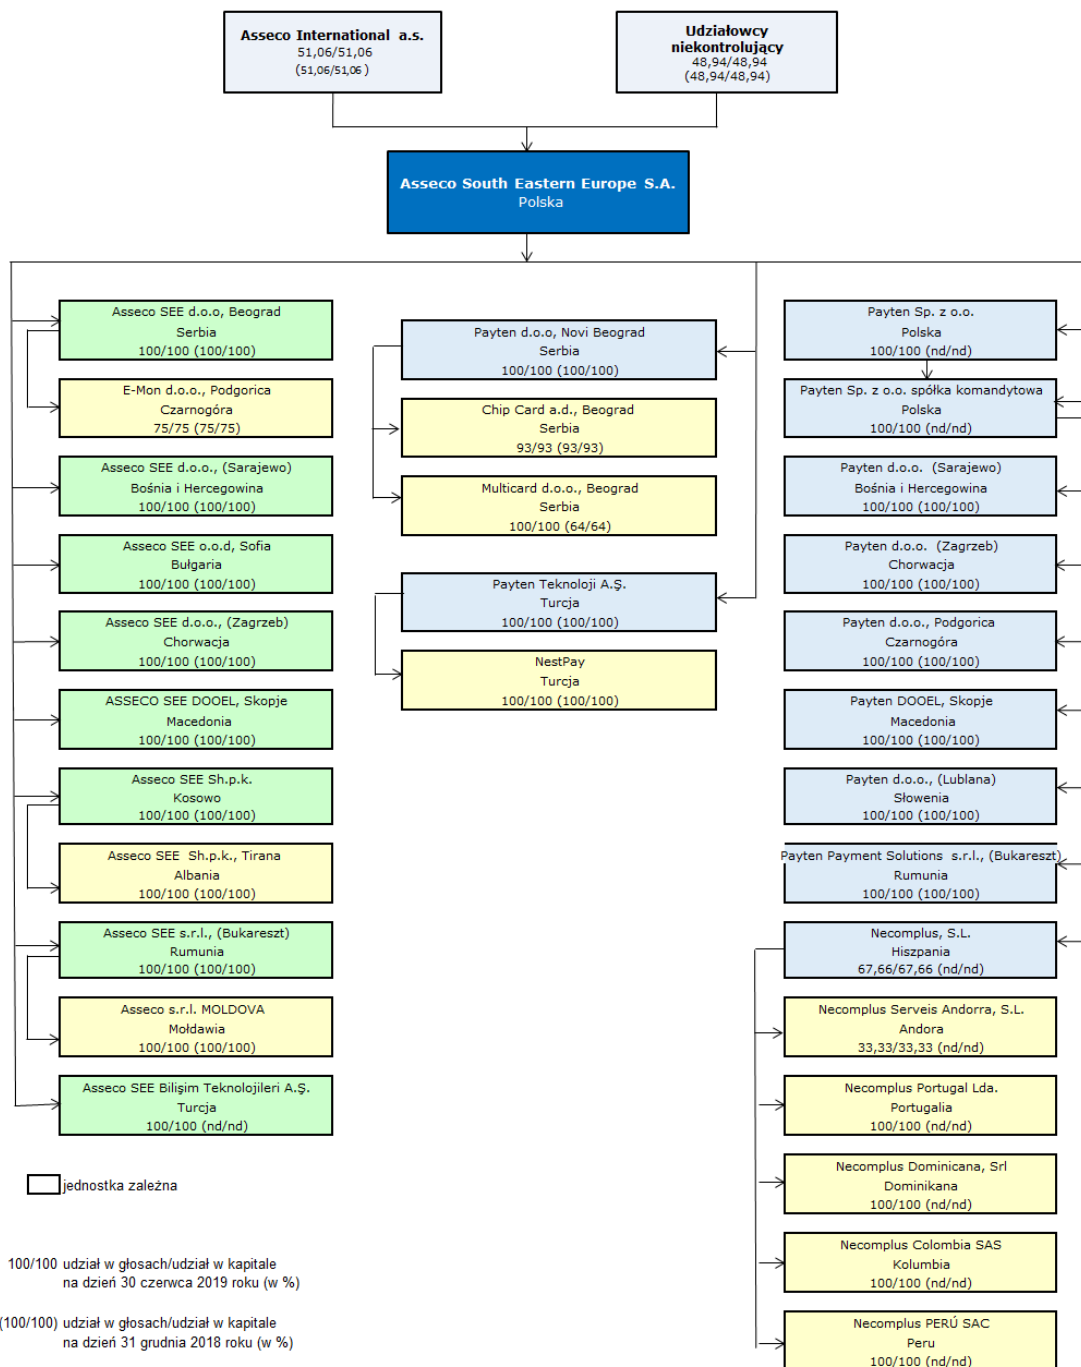 Asseco International a.s.
51,06/51,06
(51,06/51,06 )
Udziałowcy
niekontrolujący
48,94/48,94
(48,94/48,94)
Asseco South Eastern Europe S.A.
Polska
Asseco SEE d.o.o, Beograd
Serbia
100/100 (100/100)
E-Mon d.o.o., Podgorica
Czarnogóra
75/75 (75/75)
Asseco SEE d.o.o., (Sarajewo)
Bośnia i Hercegowina
100/100 (100/100)
Asseco SEE o.o.d, Sofia
Bułgaria
100/100 (100/100)
Asseco SEE d.o.o., (Zagrzeb)
Chorwacja
100/100 (100/100)
ASSECO SEE DOOEL, Skopje
Macedonia
100/100 (100/100)
Asseco SEE Sh.p.k.
Kosowo
100/100 (100/100)
Asseco SEE Sh.p.k., Tirana
Albania
100/100 (100/100)
Asseco SEE s.r.l., (Bukareszt)
Rumunia
100/100 (100/100)
Asseco s.r.l. MOLDOVA
Mołdawia
100/100 (100/100)
Asseco SEE Bilişim Teknolojileri A.Ş.
Turcja
100/100 (nd/nd)
Payten d.o.o, Novi Beograd
Serbia
100/100 (100/100)
Chip Card a.d., Beograd
Serbia
93/93 (93/93)
Multicard d.o.o., Beograd
Serbia
100/100 (64/64)
Payten Teknoloji A.Ş.
Turcja
100/100 (100/100)
NestPay
Turcja
100/100 (100/100)
Payten Sp. z o.o.
Polska
100/100 (nd/nd)
Payten Sp. z o.o. spółka komandytowa
Polska
100/100 (nd/nd)
Payten d.o.o. (Sarajewo)
Bośnia i Hercegowina
100/100 (100/100)
Payten d.o.o. (Zagrzeb)
Chorwacja
100/100 (100/100)
Payten d.o.o., Podgorica
Czarnogóra
100/100 (100/100)
Payten DOOEL, Skopje
Macedonia
100/100 (100/100)
Payten d.o.o., (Lublana)
Słowenia
100/100 (100/100)
Payten Payment Solutions s.r.l., (Bukareszt)
Rumunia
100/100 (100/100)
Necomplus, S.L.
Hiszpania
67,66/67,66 (nd/nd)
Necomplus Serveis Andorra, S.L.
Andora
33,33/33,33 (nd/nd)
Necomplus Portugal Lda.
Portugalia
100/100 (nd/nd)
Necomplus Dominicana, Srl
Dominikana
100/100 (nd/nd)
Necomplus Colombia SAS
Kolumbia
100/100 (nd/nd)
Necomplus PERÚ SAC
Peru
100/100 (nd/nd)
jednostka zależna
100/100 udział w głosach/udział w kapitale
na dzień 30 czerwca 2019 roku (w %)
(100/100) udział w głosach/udział w kapitale
na dzień 31 grudnia 2018 roku (w %)